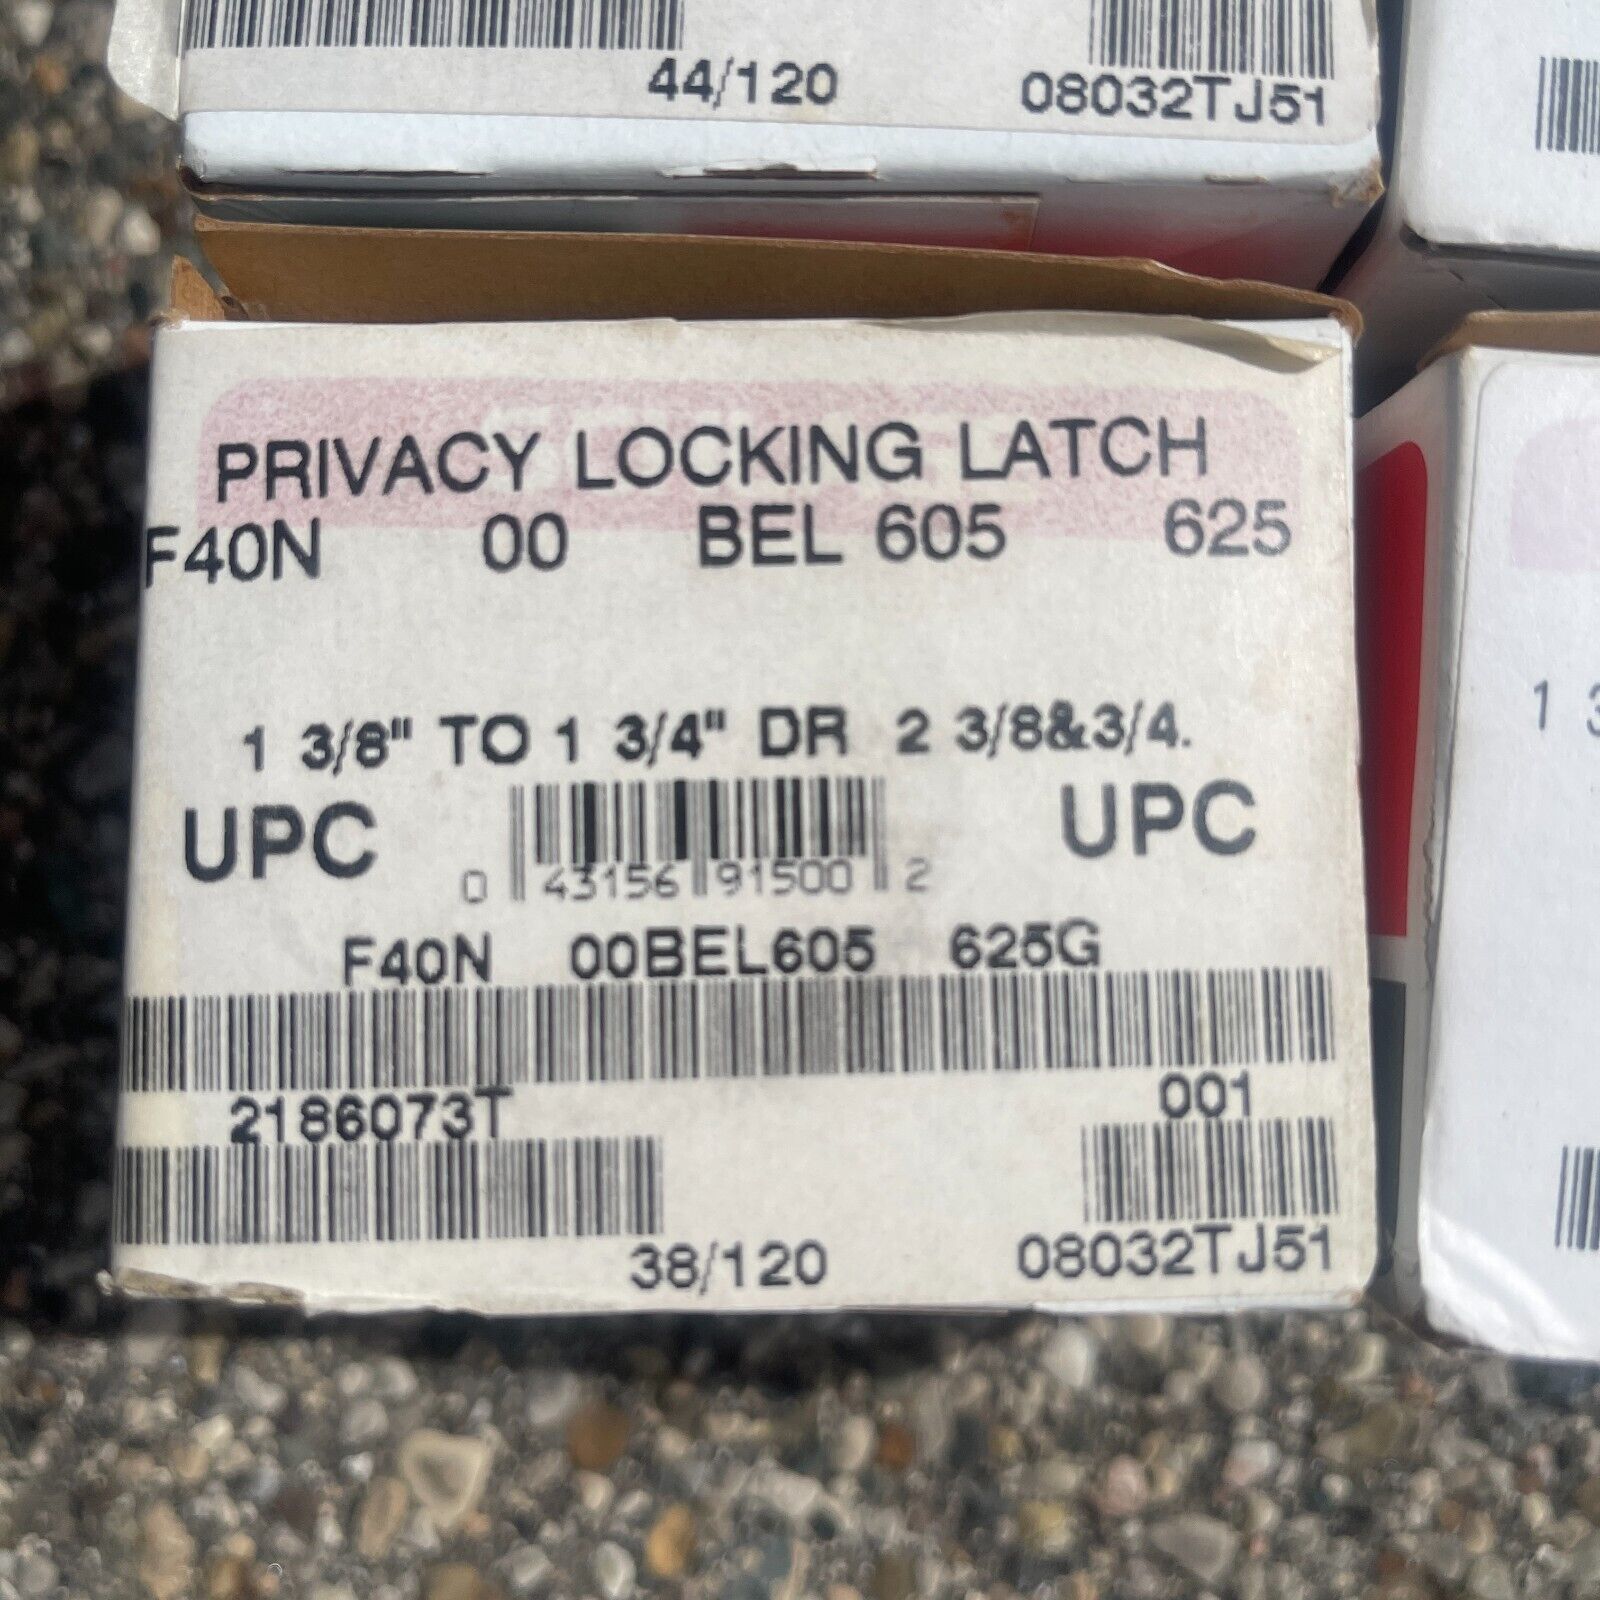 44/120 08032TJ51
PRIVACY LOCKING LATCH
F40N 00 BEL 605 625
1 3/8" TO 1 3/4" DR 2 3/8&3/4.
UPC UPC
0 43156 91500 2
F40N 00BEL605 625G
2186073T 001
38/120 08032TJ51
1 3